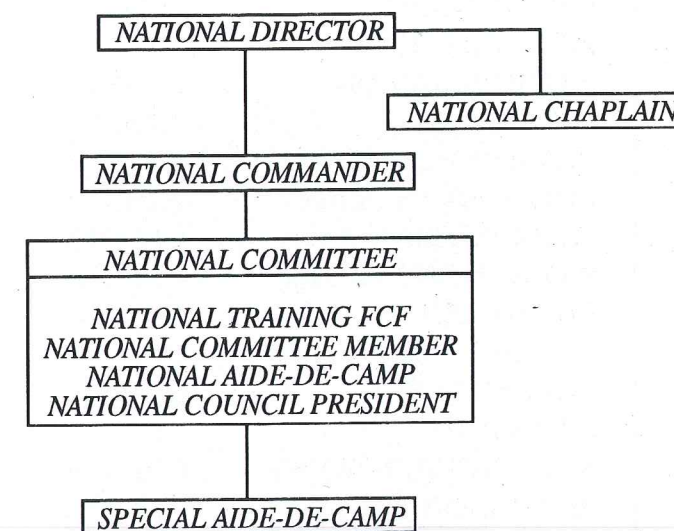 NATIONAL DIRECTOR
NATIONAL CHAPLAIN
NATIONAL COMMANDER
NATIONAL COMMITTEE
NATIONAL TRAINING FCF
NATIONAL COMMITTEE MEMBER
NATIONAL AIDE-DE-CAMP
NATIONAL COUNCIL PRESIDENT
SPECIAL AIDE-DE-CAMP